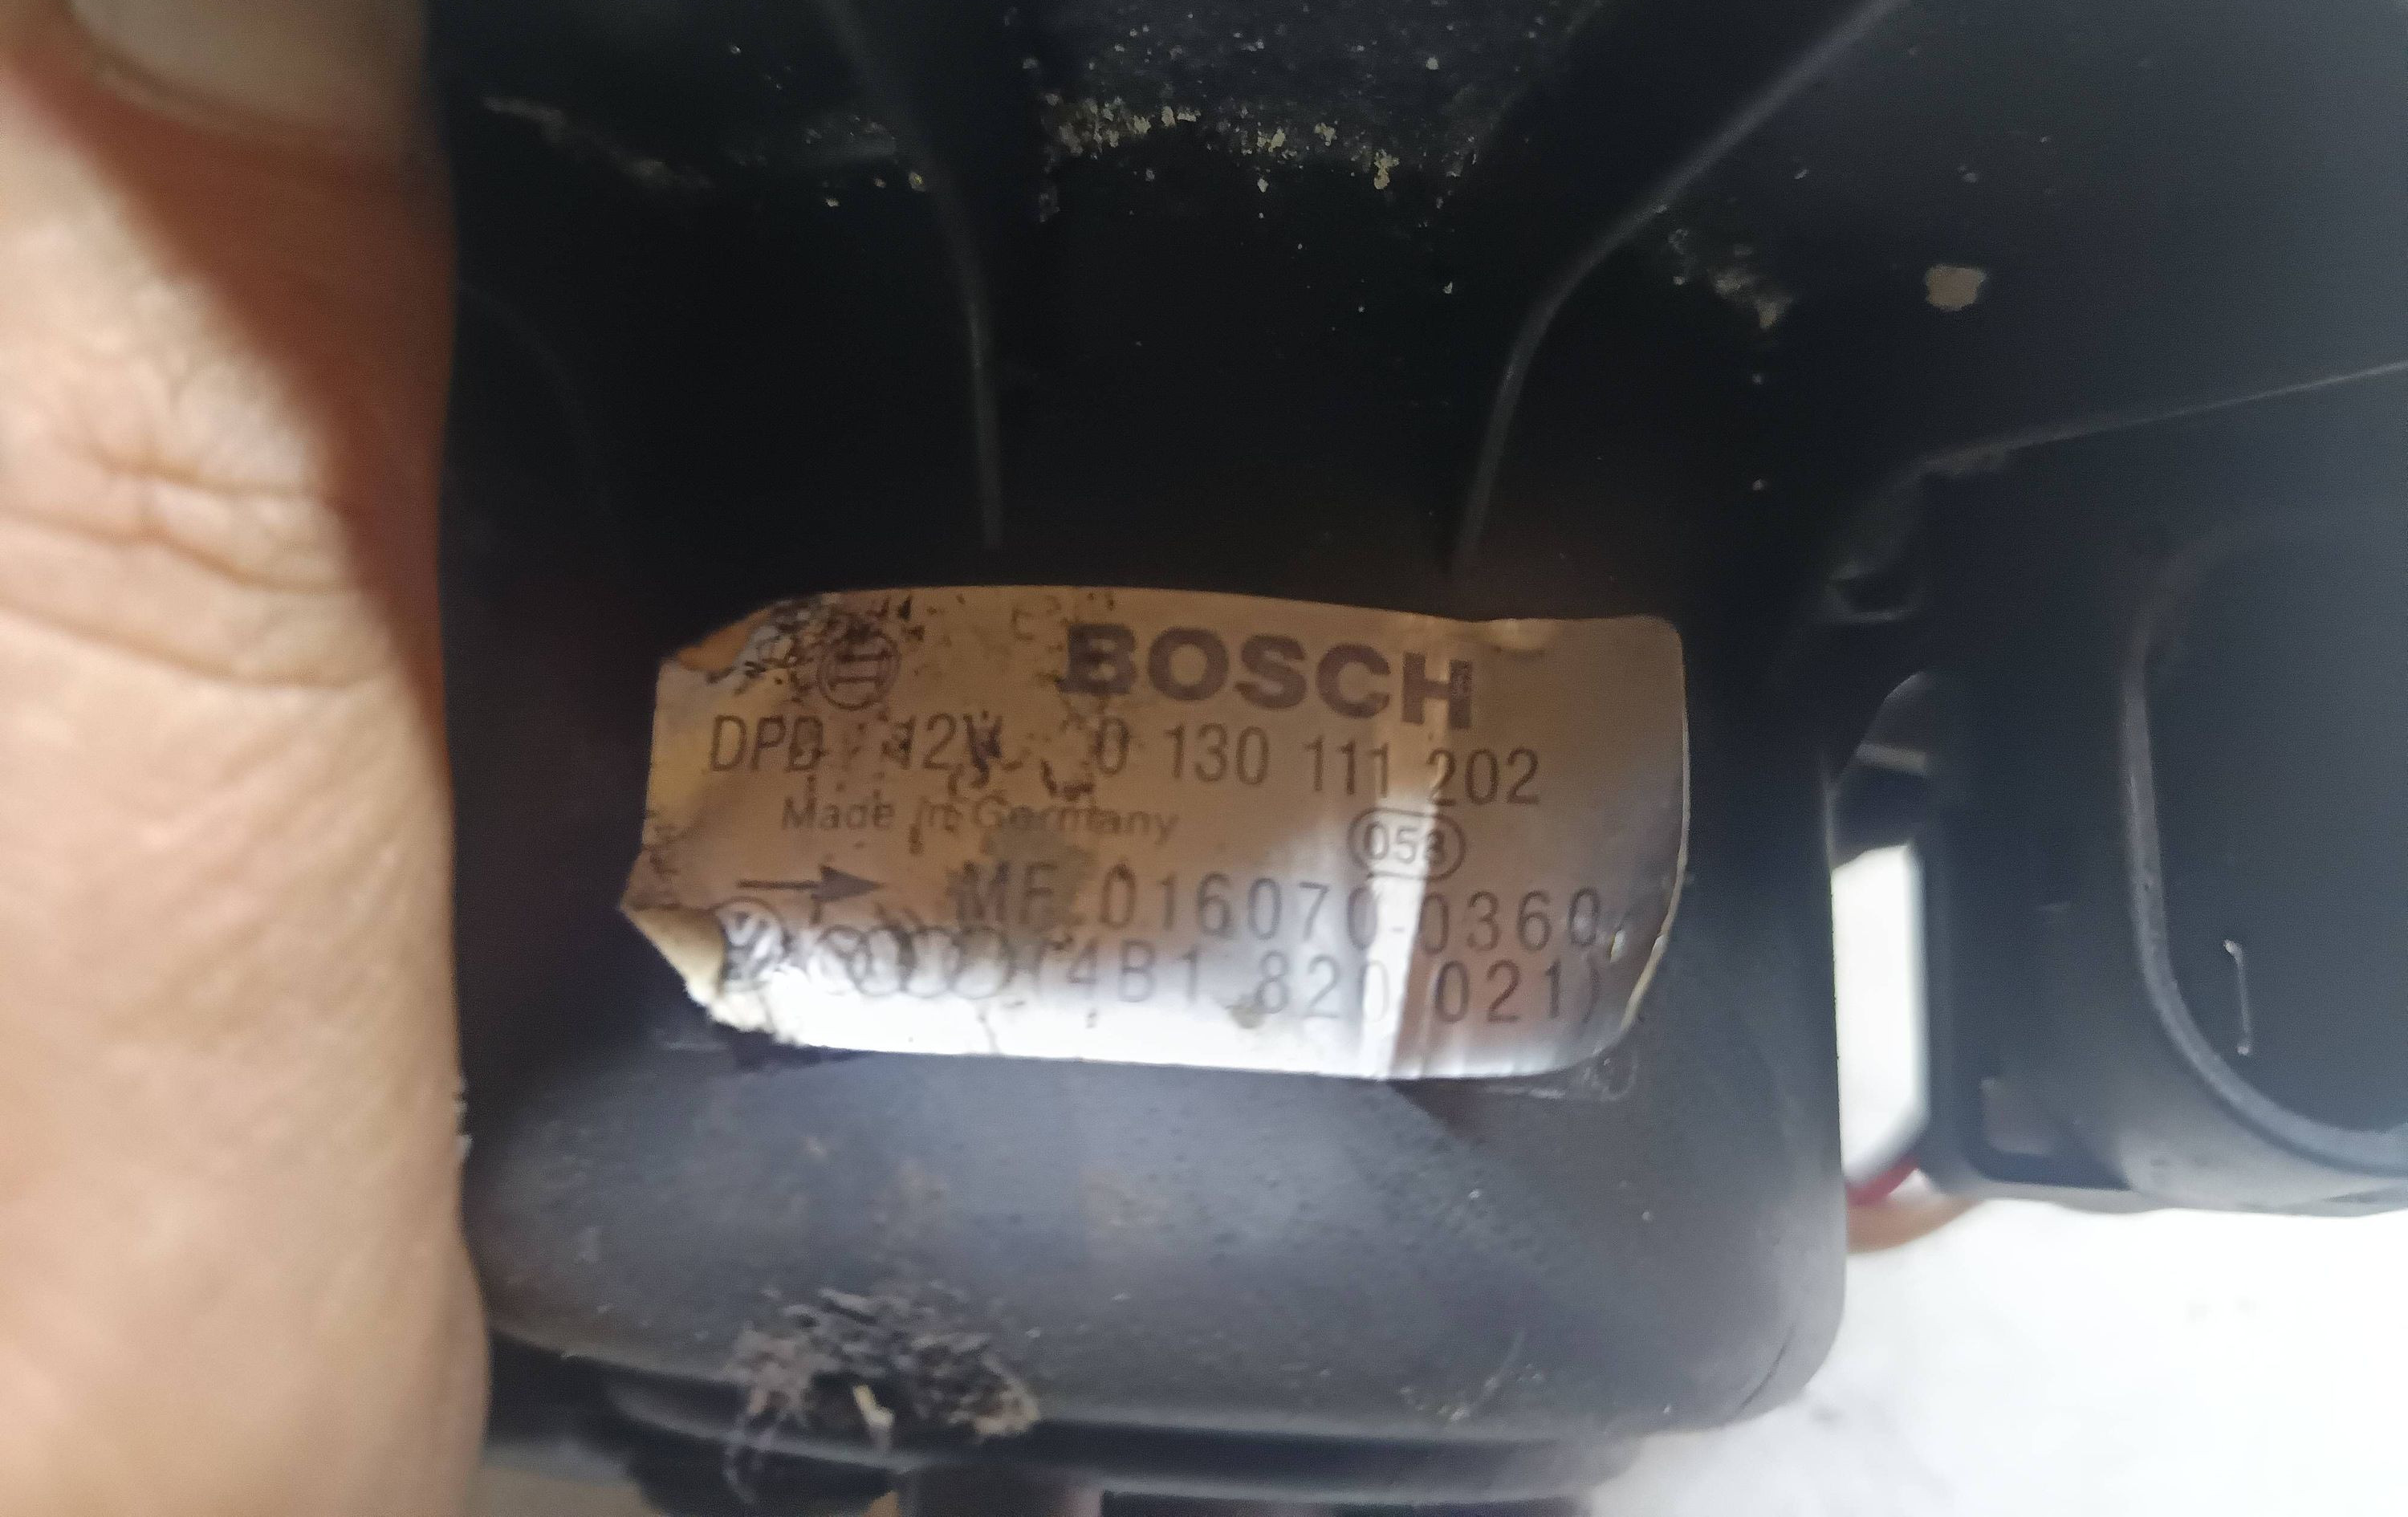 BOSCH
DPD 12V 0 130 111 202
Made in Germany
053
MF 016070-0360
(4B1 820 021)